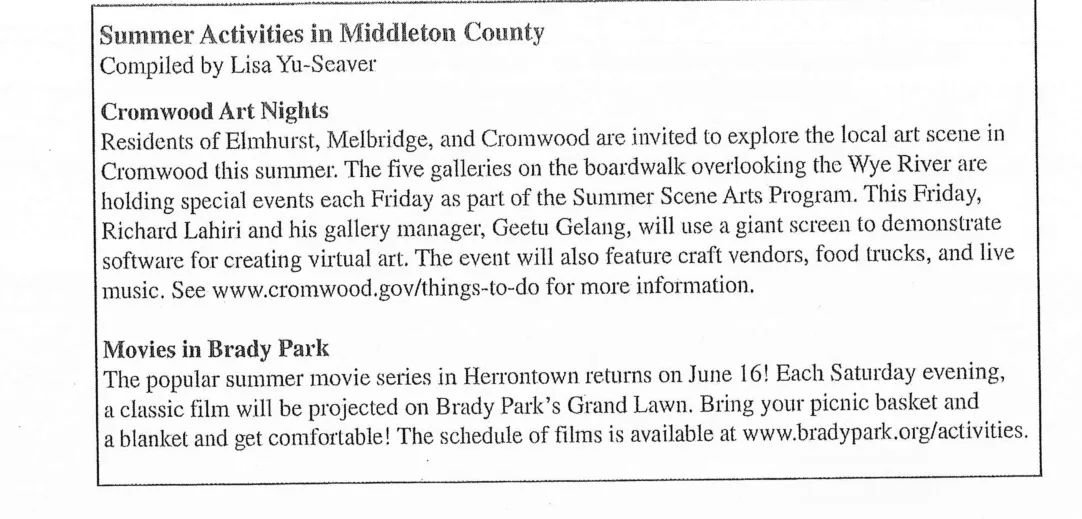 Summer Activities in Middleton County
Compiled by Lisa Yu-Seaver
Cromwood Art Nights
Residents of Elmhurst, Melbridge, and Cromwood are invited to explore the local art scene in
Cromwood this summer. The five galleries on the boardwalk overlooking the Wye River are
holding special events each Friday as part of the Summer Scene Arts Program. This Friday,
Richard Lahiri and his gallery manager, Geetu Gelang, will use a giant screen to demonstrate
software for creating virtual art. The event will also feature craft vendors, food trucks, and live
music. See www.cromwood.gov/things-to-do for more information.
Movies in Brady Park
The popular summer movie series in Herrontown returns on June 16! Each Saturday evening,
a classic film will be projected on Brady Park's Grand Lawn. Bring your picnic basket and
a blanket and get comfortable! The schedule of films is available at www.bradypark.org/activities.